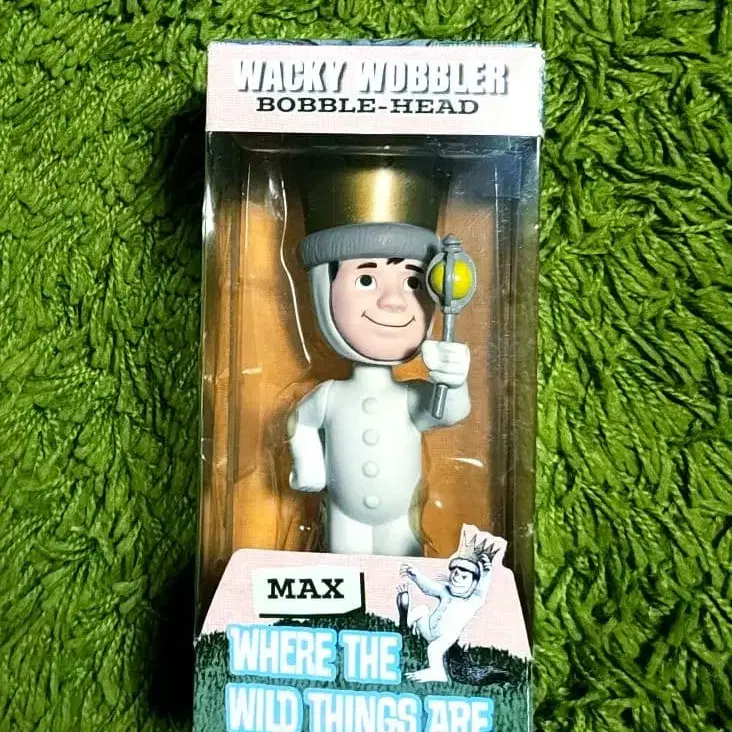 WACKY WOBBLER
BOBBLE-HEAD
MAX
WHERE THE
WILD THINGS ARE